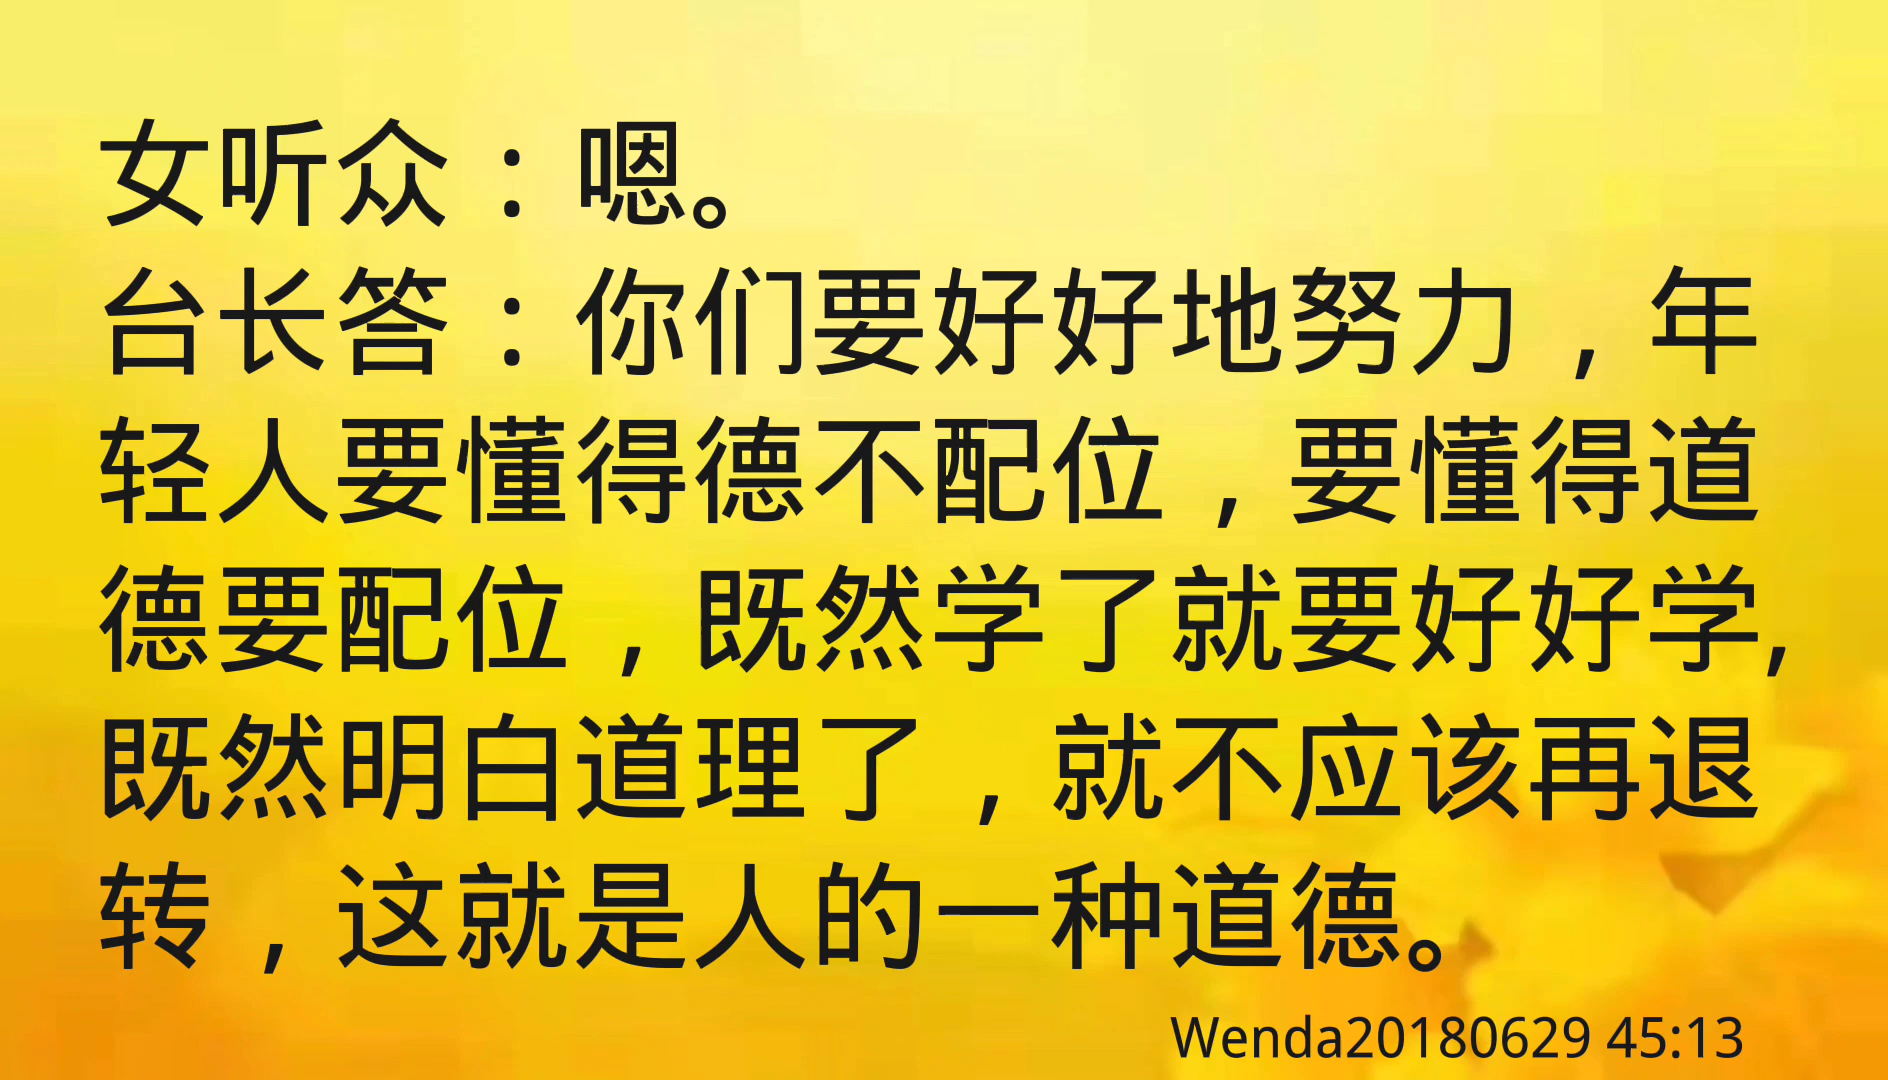 女听众：嗯。
台长答：你们要好好地努力，年
轻人要懂得德不配位，要懂得道
德要配位，既然学了就要好好学,
既然明白道理了，就不应该再退
转，这就是人的一种道德。
Wenda20180629 45:13